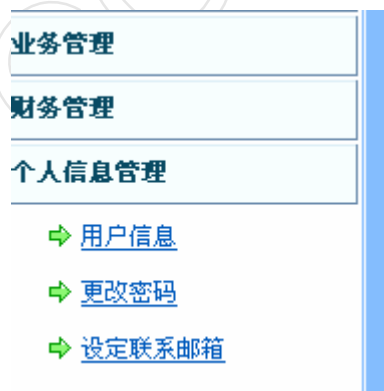 业务管理
财务管理
个人信息管理
用户信息
更改密码
设定联系邮箱